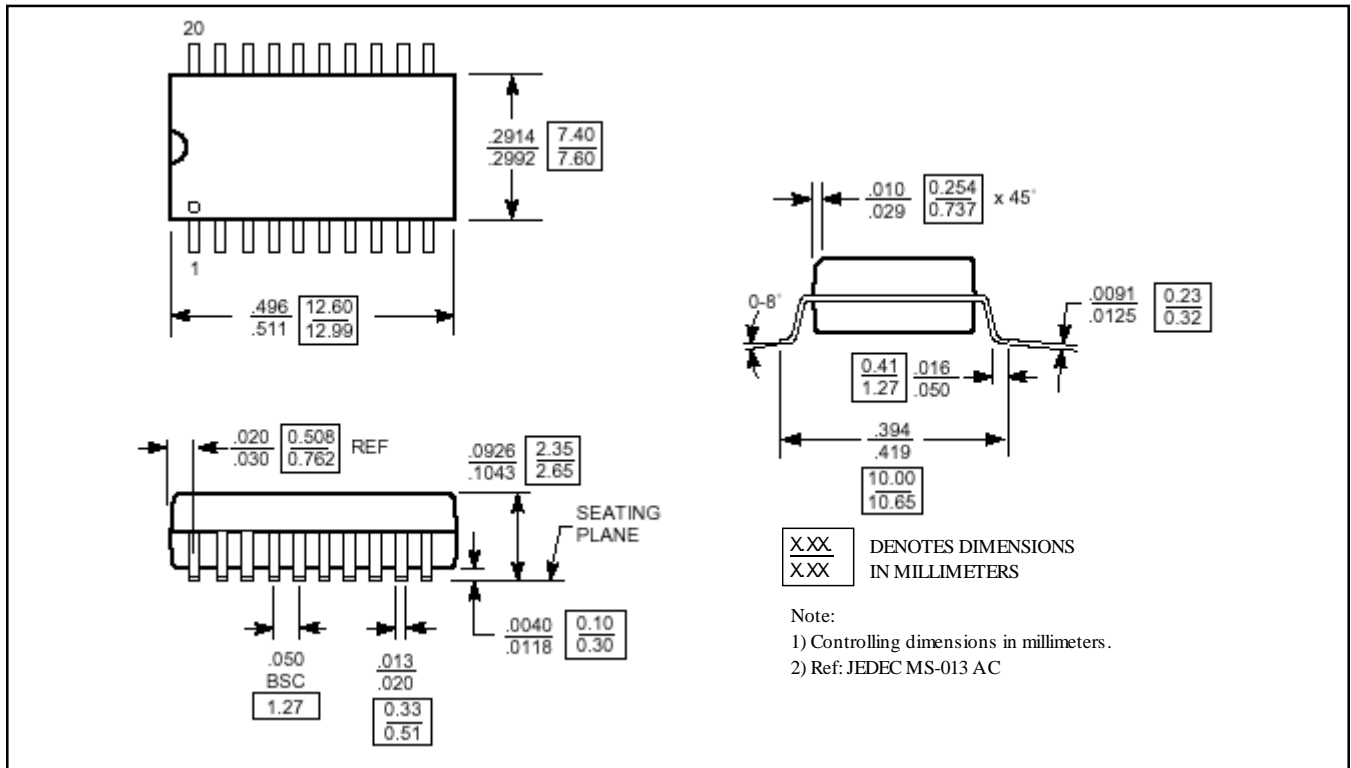 20
.2914 7.40
.2992 7.60
1
.496 12.60
.511 12.99
.010 0.254 x 45°
.029 0.737
0-8°
.0091 0.23
.0125 0.32
0.41 .016
1.27 .050
.394
.419
10.00
10.65
.020 0.508 REF
.030 0.762
.0926 2.35
.1043 2.65
SEATING
PLANE
.0040 0.10
.0118 0.30
.050
BSC
1.27
.013
.020
0.33
0.51
X.XX. DENOTES DIMENSIONS
X.XX IN MILLIMETERS
Note:
1) Controlling dimensions in millimeters.
2) Ref: JEDEC MS-013 AC